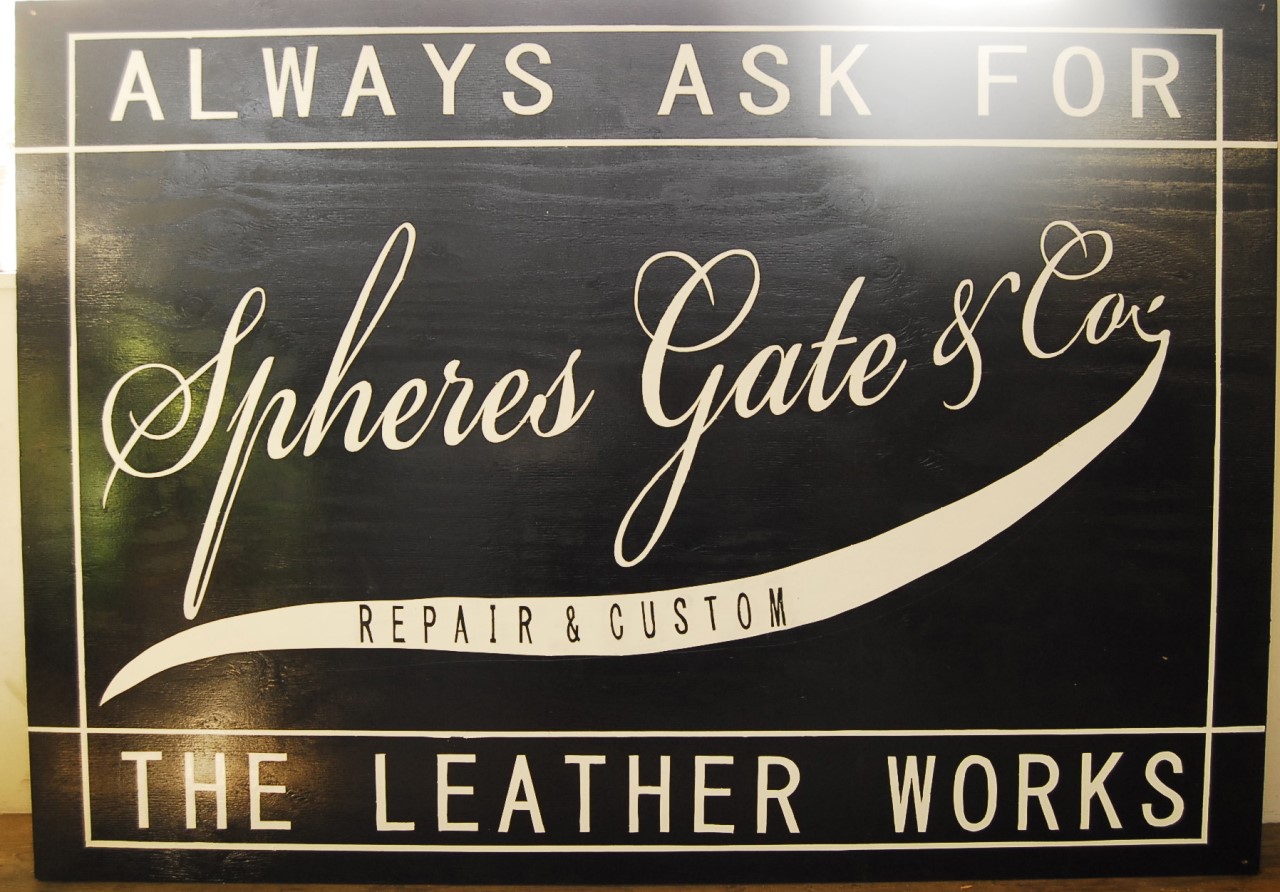 ALWAYS ASK FOR
Spheres Gate & Co.
REPAIR & CUSTOM
THE LEATHER WORKS